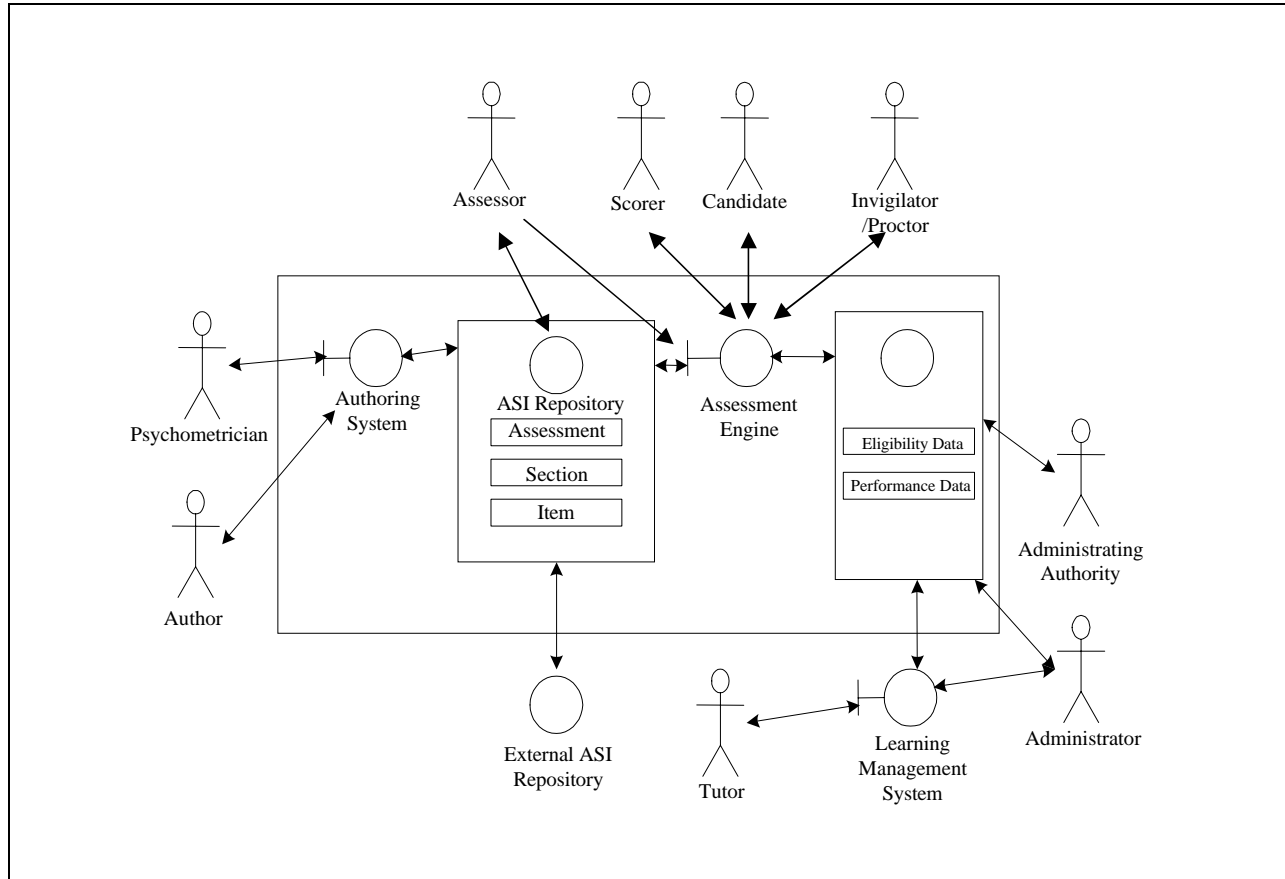 Assessor
Scorer
Candidate
Invigilator
/Proctor
Psychometrician
Authoring
System
ASI Repository
Assessment
Section
Item
Assessment
Engine
Eligibility Data
Performance Data
Administrating
Authority
Author
External ASI
Repository
Tutor
Learning
Management
System
Administrator